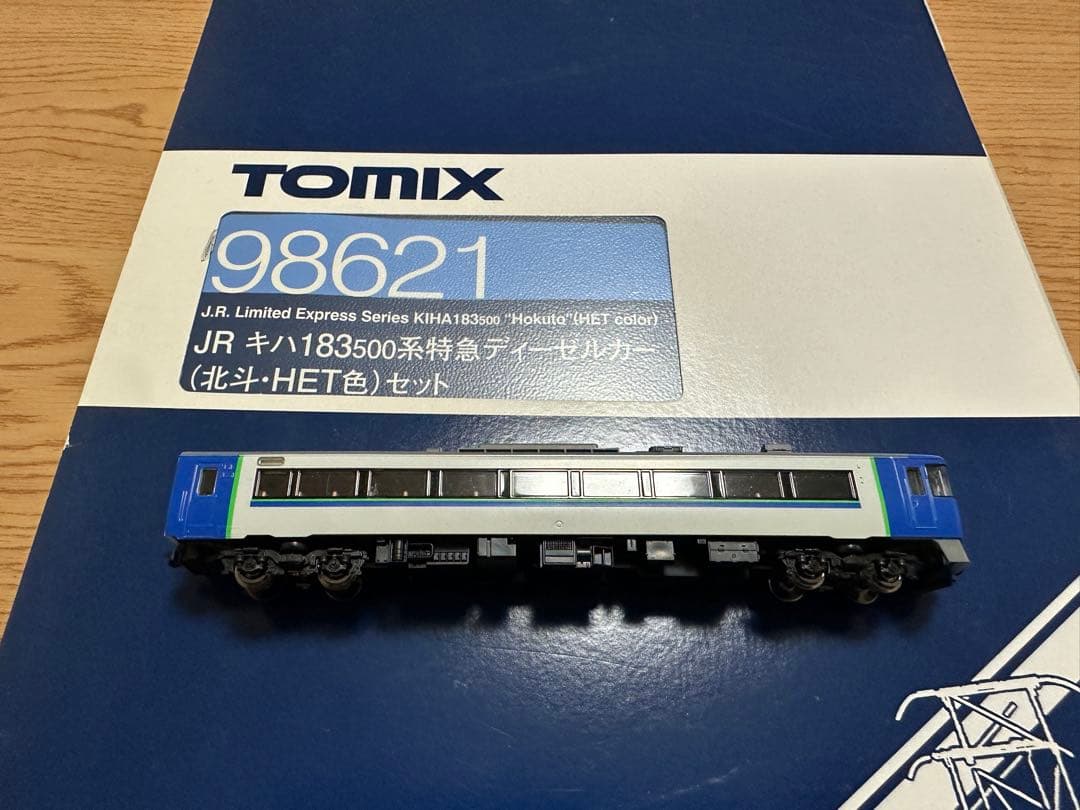 TOMIX
98621
J.R. Limited Express Series KIHA183500 "Hokuto"(HET color)
JR キハ183500系特急ディーゼルカー
(北斗・HET色)セット